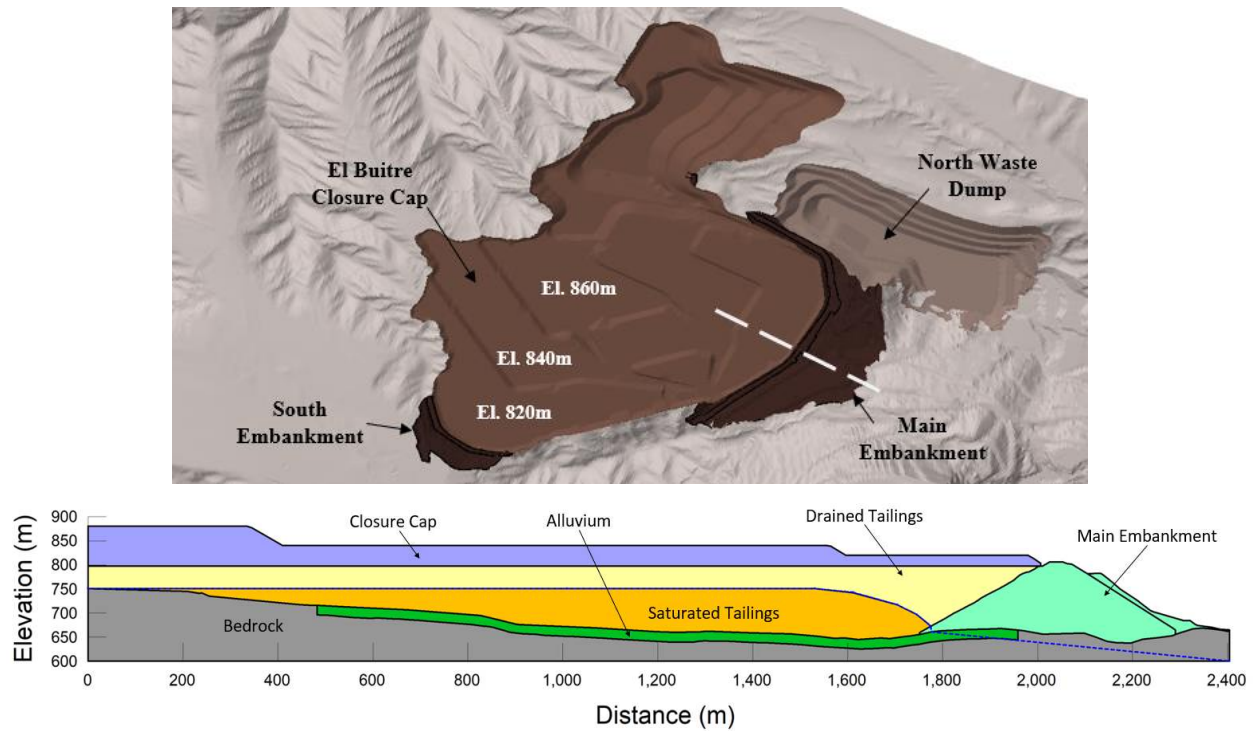 El Buitre
Closure Cap
North Waste
Dump
El. 860m
El. 840m
El. 820m
South
Embankment
Main
Embankment
Elevation (m)
900
850
800
750
700
650
600
Closure Cap
Alluvium
Drained Tailings
Main Embankment
Saturated Tailings
Bedrock
0
200
400
600
800
1,000
1,200
1,400
1,600
1,800
2,000
2,200
2,400
Distance (m)